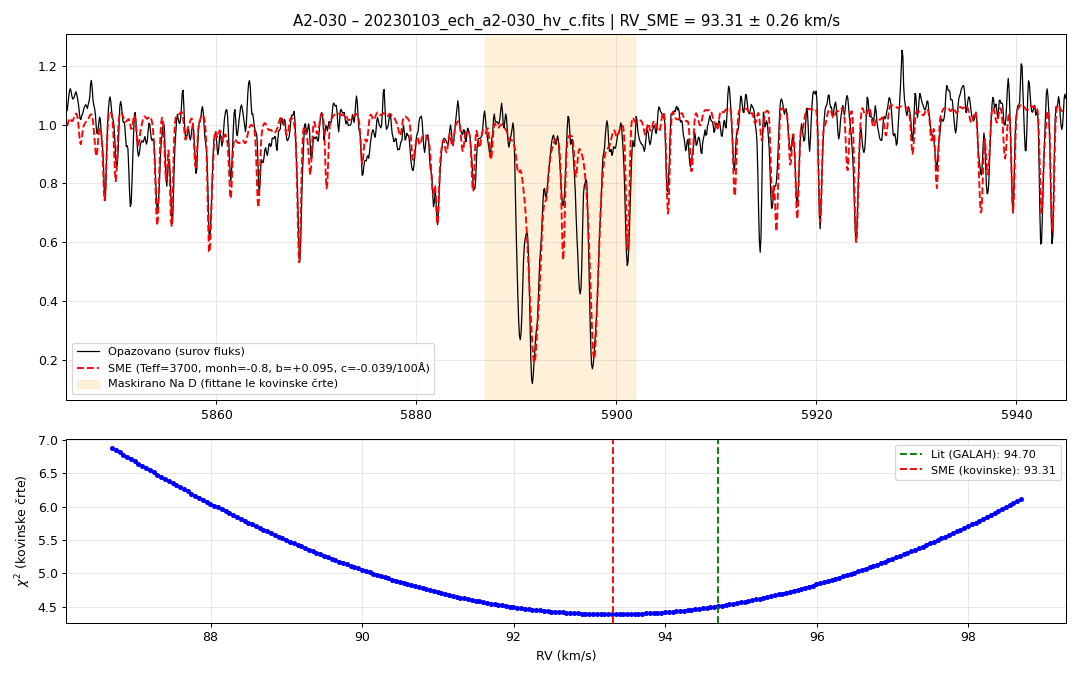 A2-030 – 20230103_ech_a2-030_hv_c.fits | RV_SME = 93.31 ± 0.26 km/s
1.2
1.0
0.8
0.6
0.4
0.2
Opazovano (surov fluks)
SME (Teff=3700, monh=-0.8, b=+0.095, c=-0.039/100Å)
Maskirano Na D (fittane le kovinske črte)
5860 5880 5900 5920 5940
7.0
6.5
6.0
5.5
5.0
4.5
χ² (kovinske črte)
Lit (GALAH): 94.70
SME (kovinske): 93.31
88 90 92 94 96 98
RV (km/s)